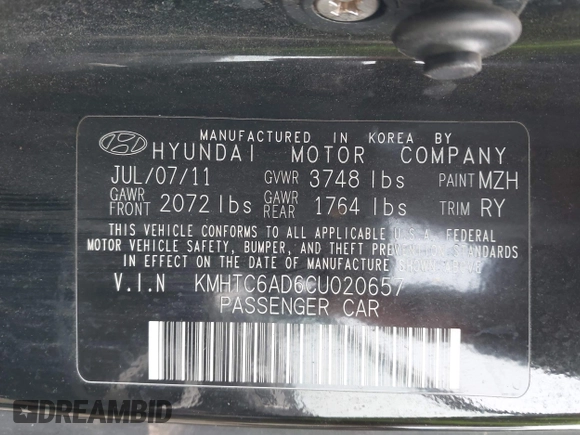 MANUFACTURED IN KOREA BY
HYUNDAI MOTOR COMPANY
JUL/07/11 GVWR 3748 lbs PAINT MZH
GAWR FRONT 2072 lbs GAWR REAR 1764 lbs TRIM RY
THIS VEHICLE CONFORMS TO ALL APPLICABLE U.S.A. FEDERAL
MOTOR VEHICLE SAFETY, BUMPER, AND THEFT PREVENTION STANDARDS
IN EFFECT ON THE DATE OF MANUFACTURE SHOWN ABOVE
V.I.N KMHTC6AD6CU020657
PASSENGER CAR
DREAMBID